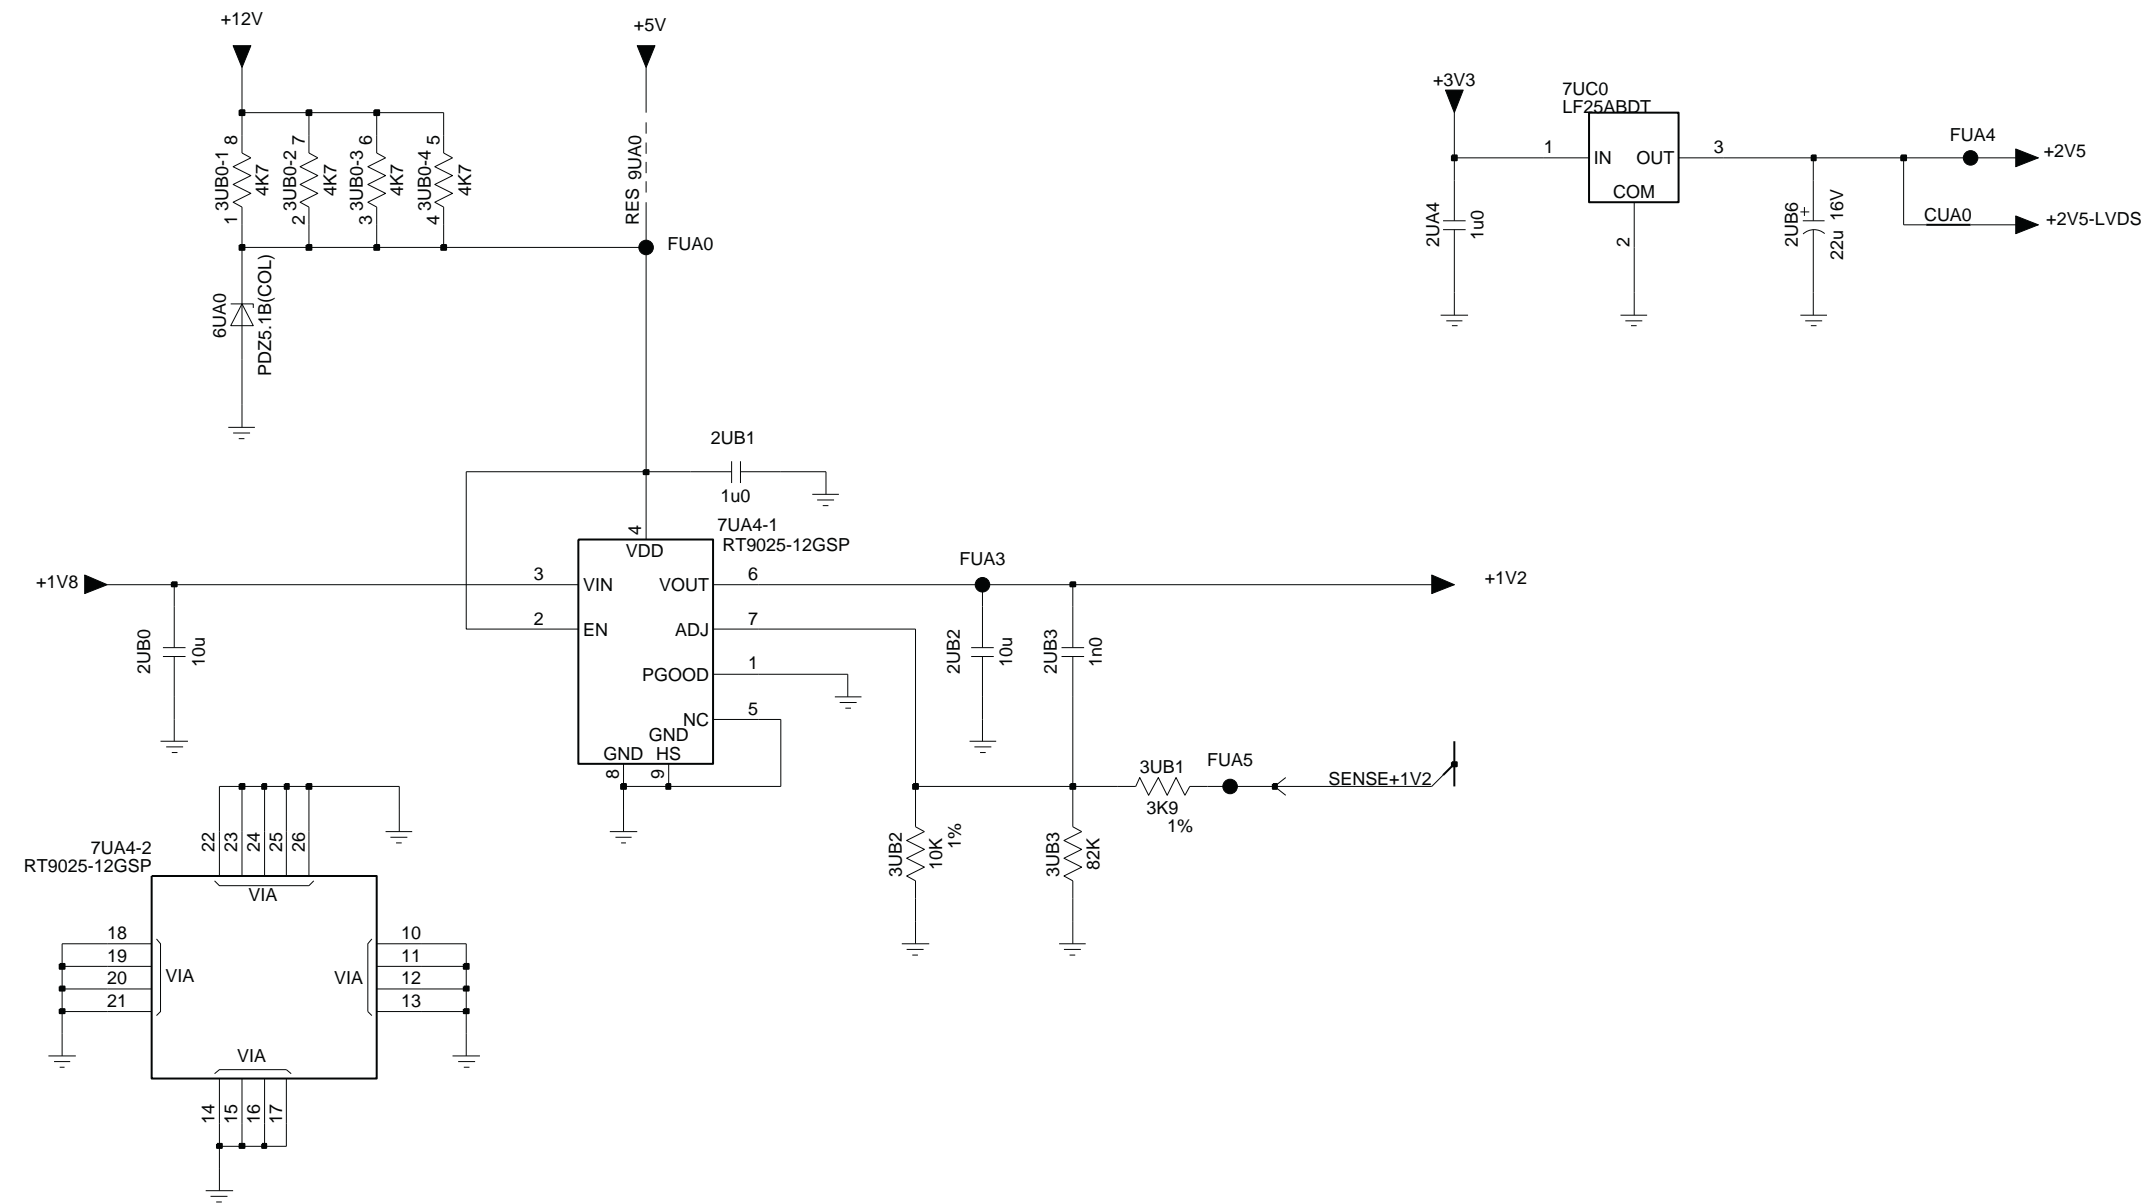 +12V
+5V
8
3UB0-1
4K7
1
7
3UB0-2
4K7
2
6
3UB0-3
4K7
3
5
3UB0-4
4K7
4
RES 9UA0
FUA0
6UA0
PDZ5.1B(COL)
+3V3
7UC0
LF25ABDT
1
IN
OUT
3
COM
2
2UA4
1u0
2UB6
+
22u 16V
FUA4
+2V5
CUA0
+2V5-LVDS
2UB1
1u0
7UA4-1
RT9025-12GSP
4
VDD
+1V8
3
VIN
VOUT
6
FUA3
+1V2
2
EN
ADJ
7
PGOOD
1
NC
5
GND
GND
HS
8
9
2UB0
10u
2UB2
10u
2UB3
1n0
3UB1
3K9
1%
FUA5
SENSE+1V2
3UB2
10K
1%
3UB3
82K
7UA4-2
RT9025-12GSP
22
23
24
25
26
VIA
18
19
20
21
VIA
VIA
10
11
12
13
VIA
14
15
16
17